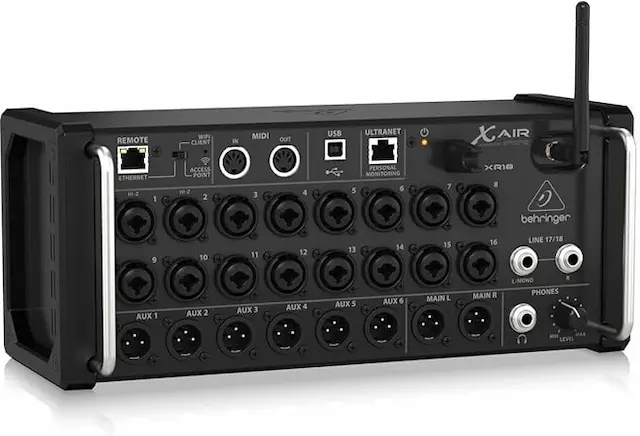 REMOTE
WIFI
CLIENT
ETHERNET
ACCESS
POINT
IN MIDI OUT
USB
ULTRANET
PERSONAL
MONITORING
X AIR
XR18
HI-Z HI-Z
1 2 3 4 5 6 7 8
behringer
9 10 11 12 13 14 15 16
LINE 17/18
L/MONO R
AUX 1 AUX 2 AUX 3 AUX 4 AUX 5 AUX 6 MAIN L MAIN R
PHONES
MIN MAX
LEVEL